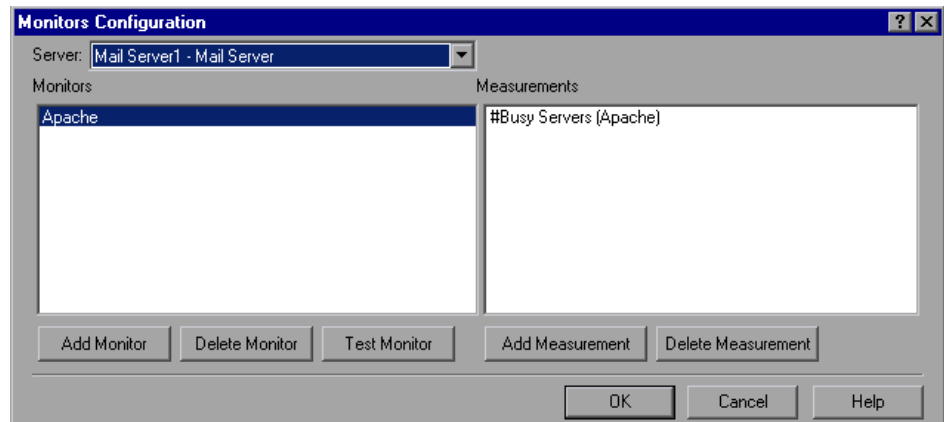 Monitors Configuration
Server: Mail Server1 - Mail Server
Monitors Measurements
Apache #Busy Servers (Apache)
Add Monitor Delete Monitor Test Monitor Add Measurement Delete Measurement
OK Cancel Help